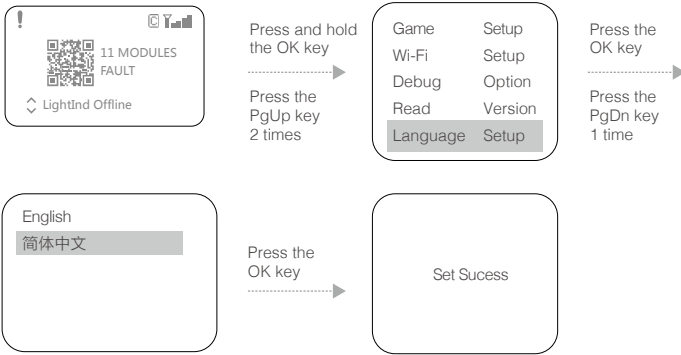 !
C
11 MODULES
FAULT
LightInd Offline
Press and hold
the OK key
Press the
PgUp key
2 times
Game Setup
Wi-Fi Setup
Debug Option
Read Version
Language Setup
Press the
OK key
Press the
PgDn key
1 time
English
简体中文
Press the
OK key
Set Sucess